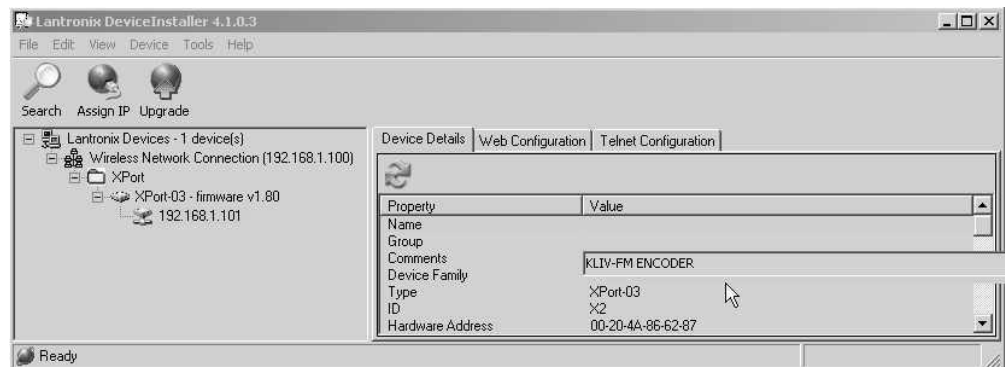 Lantronix DeviceInstaller 4.1.0.3
File Edit View Device Tools Help
Search Assign IP Upgrade
Lantronix Devices - 1 device(s)
Wireless Network Connection (192.168.1.100)
XPort
XPort-03 - firmware v1.80
192.168.1.101
Device Details Web Configuration Telnet Configuration
Property Value
Name
Group
Comments KLIV-FM ENCODER
Device Family
Type XPort-03
ID X2
Hardware Address 00-20-4A-86-62-87
Ready